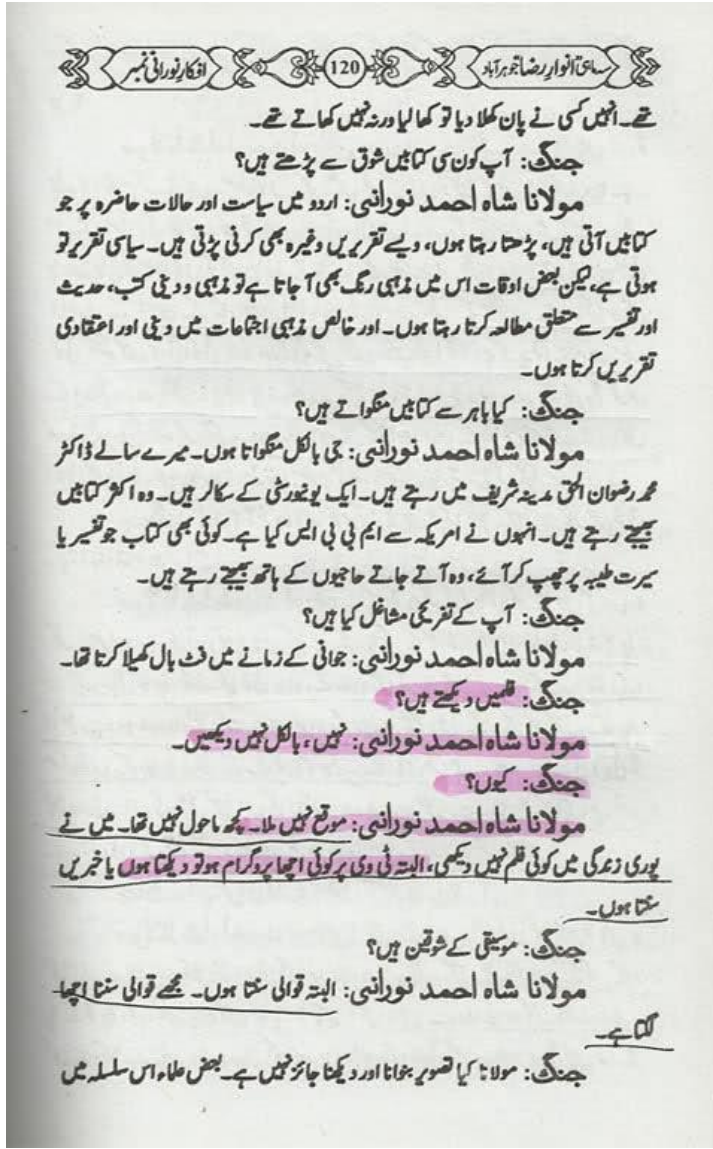 سہ ماہی انوارِ رضا جوہر آباد
120
افکارِ نورانی نمبر
تھے۔ انہیں کسی نے پان کھلا دیا تو کھا لیا ورنہ نہیں کھاتے تھے۔
جنگ: آپ کون سی کتابیں شوق سے پڑھتے ہیں؟
مولانا شاہ احمد نورانی: اردو میں سیاست اور حالات حاضرہ پر جو
کتابیں آتی ہیں، پڑھتا رہتا ہوں، ویسے تقریریں وغیرہ بھی کرنی پڑتی ہیں۔ سیاسی تقریر تو
ہوتی ہے، لیکن بعض اوقات اس میں مذہبی رنگ بھی آ جاتا ہے تو مذہبی و دینی کتب، حدیث
اور تفسیر سے متعلق مطالعہ کرتا رہتا ہوں۔ اور خالص مذہبی اجتماعات میں دینی اور اعتقادی
تقریریں کرتا ہوں۔
جنگ: کیا باہر سے کتابیں منگواتے ہیں؟
مولانا شاہ احمد نورانی: جی بالکل منگواتا ہوں۔ میرے سالے ڈاکٹر
محمد رضوان الحق مدینہ شریف میں رہتے ہیں۔ ایک یونیورسٹی کے سکالر ہیں۔ وہ اکثر کتابیں
بھیجتے رہتے ہیں۔ انہوں نے امریکہ سے ایم بی بی ایس کیا ہے۔ کوئی بھی کتاب جو تفسیر یا
سیرت طیبہ پر چھپ کر آئے، وہ آتے جاتے حاجیوں کے ہاتھ بھیجتے رہتے ہیں۔
جنگ: آپ کے تفریحی مشاغل کیا ہیں؟
مولانا شاہ احمد نورانی: جوانی کے زمانے میں فٹ بال کھیلا کرتا تھا۔
جنگ: فلمیں دیکھتے ہیں؟
مولانا شاہ احمد نورانی: نہیں، بالکل نہیں دیکھیں۔
جنگ: کیوں؟
مولانا شاہ احمد نورانی: موقع نہیں ملا۔ کچھ ماحول نہیں تھا۔ میں نے
پوری زندگی میں کوئی فلم نہیں دیکھی، البتہ ٹی وی پر کوئی اچھا پروگرام ہو تو دیکھتا ہوں یا خبریں
سنتا ہوں۔
جنگ: موسیقی کے شوقین ہیں؟
مولانا شاہ احمد نورانی: البتہ قوالی سنتا ہوں۔ مجھے قوالی سننا اچھا
لگتا ہے۔
جنگ: مولانا کیا تصویر بنوانا اور دیکھنا جائز نہیں ہے۔ بعض علماء اس سلسلہ میں